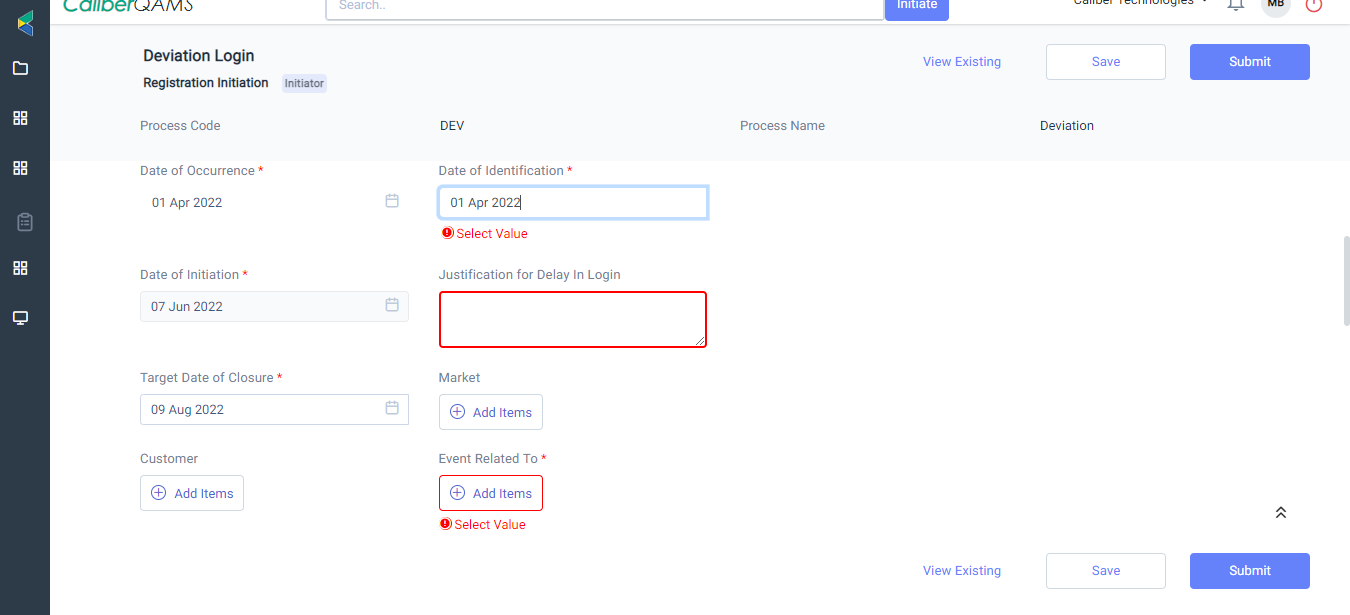 CaliberQAMS
Search..
Initiate
Caliber Technologies
MB
Deviation Login
Registration Initiation Initiator
View Existing Save Submit
Process Code DEV Process Name Deviation
Date of Occurrence * Date of Identification *
01 Apr 2022 01 Apr 2022
Select Value
Date of Initiation * Justification for Delay In Login
07 Jun 2022
Target Date of Closure * Market
09 Aug 2022 Add Items
Customer Event Related To *
Add Items Add Items
Select Value
View Existing Save Submit